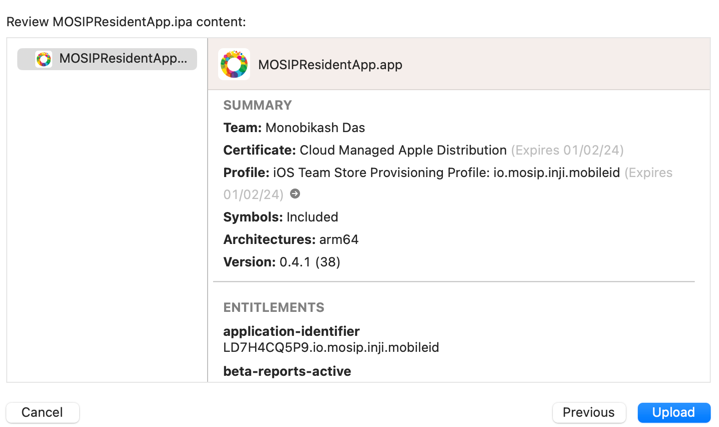 Review MOSIPResidentApp.ipa content:
MOSIPResidentApp...
MOSIPResidentApp.app
SUMMARY
Team: Monobikash Das
Certificate: Cloud Managed Apple Distribution (Expires 01/02/24)
Profile: iOS Team Store Provisioning Profile: io.mosip.inji.mobileid (Expires
01/02/24)
Symbols: Included
Architectures: arm64
Version: 0.4.1 (38)
ENTITLEMENTS
application-identifier
LD7H4CQ5P9.io.mosip.inji.mobileid
beta-reports-active
Cancel
Previous
Upload